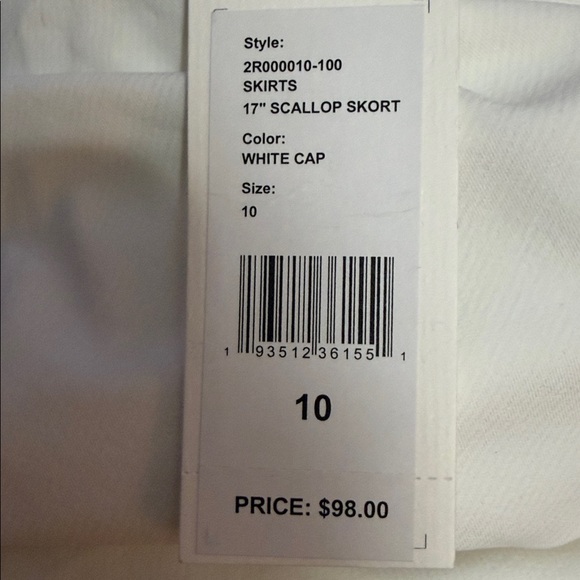 Style:
2R000010-100
SKIRTS
17" SCALLOP SKORT
Color:
WHITE CAP
Size:
10
1 93512 36155 1
10
PRICE: $98.00